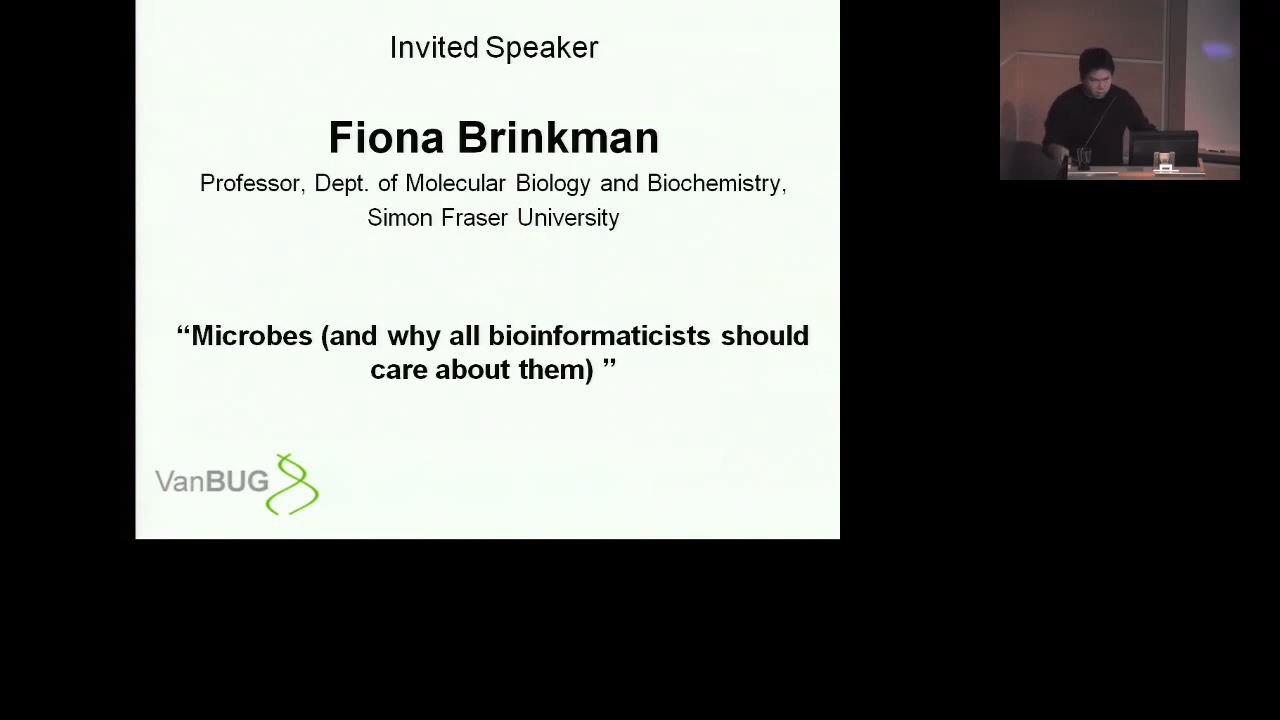 Invited Speaker
Fiona Brinkman
Professor, Dept. of Molecular Biology and Biochemistry,
Simon Fraser University
“Microbes (and why all bioinformaticists should
care about them) ”
VanBUG